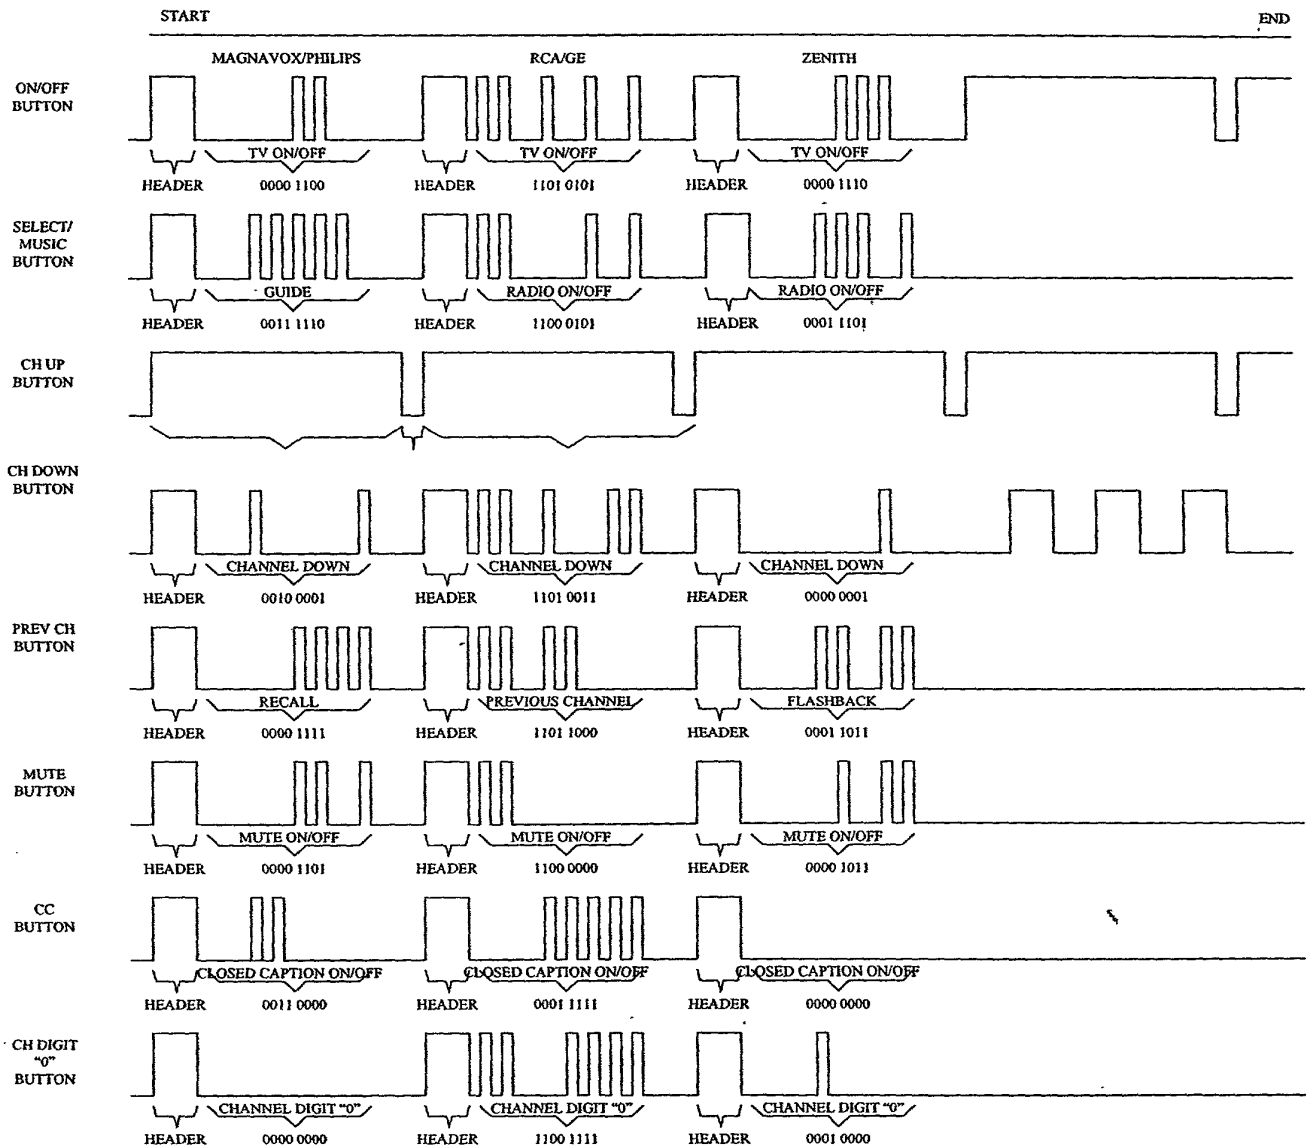 START END
MAGNAVOX/PHILIPS RCA/GE ZENITH
ON/OFF
BUTTON
TV ON/OFF TV ON/OFF TV ON/OFF
HEADER 0000 1100 HEADER 1101 0101 HEADER 0000 1110
SELECT/
MUSIC
BUTTON
GUIDE RADIO ON/OFF RADIO ON/OFF
HEADER 0011 1110 HEADER 1100 0101 HEADER 0001 1101
CH UP
BUTTON
CH DOWN
BUTTON
CHANNEL DOWN CHANNEL DOWN CHANNEL DOWN
HEADER 0010 0001 HEADER 1101 0011 HEADER 0000 0001
PREV CH
BUTTON
RECALL PREVIOUS CHANNEL FLASHBACK
HEADER 0000 1111 HEADER 1101 1000 HEADER 0001 1011
MUTE
BUTTON
MUTE ON/OFF MUTE ON/OFF MUTE ON/OFF
HEADER 0000 1101 HEADER 1100 0000 HEADER 0000 1011
CC
BUTTON
CLOSED CAPTION ON/OFF CLOSED CAPTION ON/OFF CLOSED CAPTION ON/OFF
HEADER 0011 0000 HEADER 0001 1111 HEADER 0000 0000
CH DIGIT
"0"
BUTTON
CHANNEL DIGIT "0" CHANNEL DIGIT "0" CHANNEL DIGIT "0"
HEADER 0000 0000 HEADER 1100 1111 HEADER 0001 0000